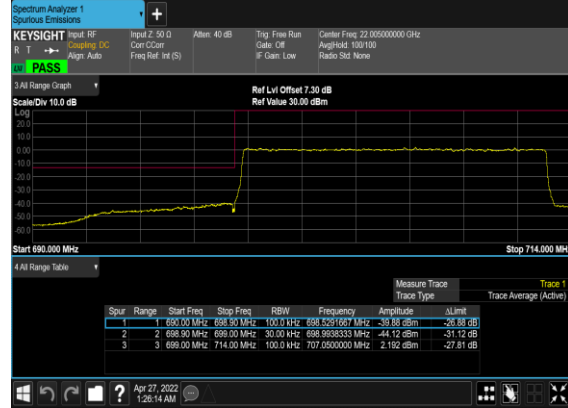 Spectrum Analyzer 1
Spurious Emissions
+
KEYSIGHT Input: RF Input Z: 50 Ω Atten: 40 dB Trig: Free Run Center Freq: 22.005000000 GHz
R T Coupling: DC Corr CCorr Gate: Off Avg|Hold: 100/100
Align: Auto Freq Ref: Int (S) IF Gain: Low Radio Std: None
PASS
3 All Range Graph
Ref Lvl Offset 7.30 dB
Scale/Div 10.0 dB Ref Value 30.00 dBm
Log
20.0
10.0
0.00
-10.0
-20.0
-30.0
-40.0
-50.0
-60.0
Start 690.000 MHz Stop 714.000 MH
4 All Range Table
Measure Trace Trace 1
Trace Type Trace Average (Active)
Spur Range Start Freq Stop Freq RBW Frequency Amplitude ΔLimit
1 1 690.00 MHz 698.90 MHz 100.0 kHz 698.5291667 MHz -39.88 dBm -26.88 dB
2 2 698.90 MHz 699.00 MHz 30.00 kHz 698.9938333 MHz -44.12 dBm -31.12 dB
3 3 699.00 MHz 714.00 MHz 100.0 kHz 707.0500000 MHz 2.192 dBm -27.81 dB
? Apr 27, 2022
1:26:14 AM